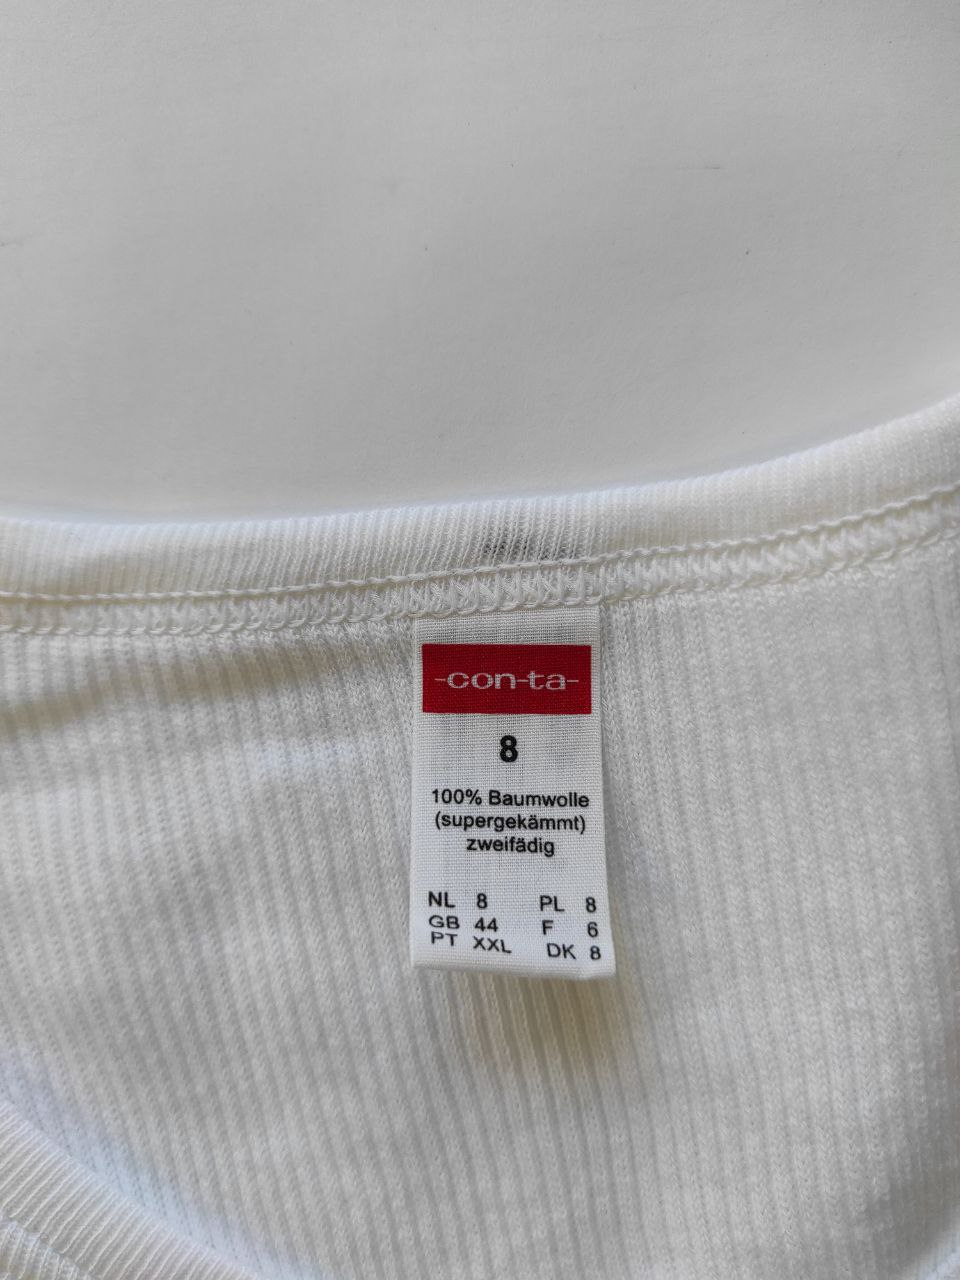 -con-ta-
8
100% Baumwolle
(supergekämmt)
zweifädig
NL 8 PL 8
GB 44 F 6
PT XXL DK 8